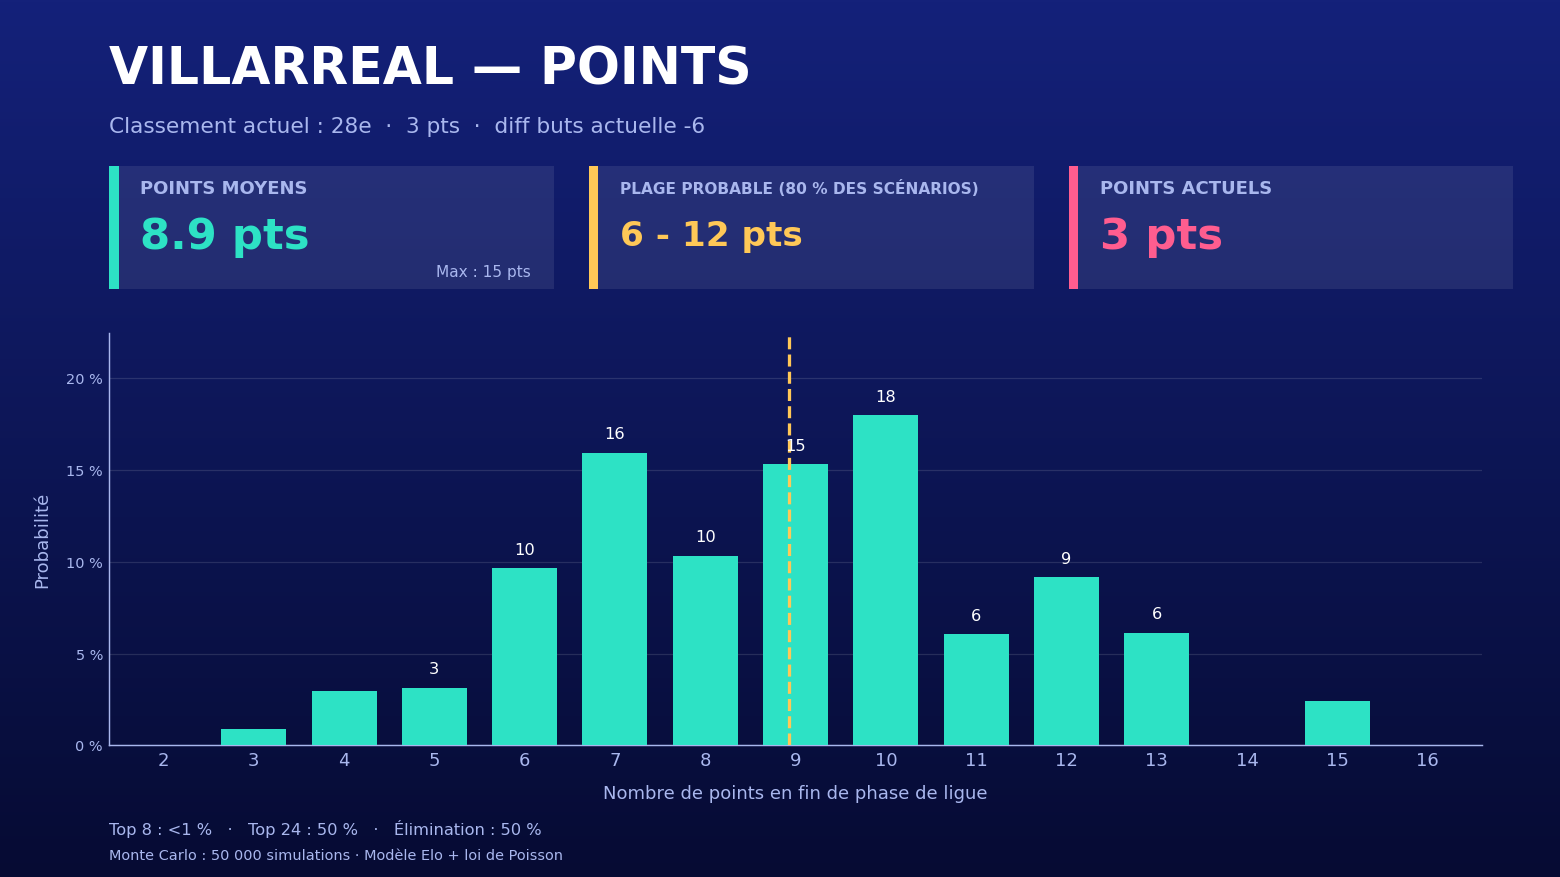 VILLARREAL — POINTS
Classement actuel : 28e · 3 pts · diff buts actuelle -6
POINTS MOYENS
8.9 pts
Max : 15 pts
PLAGE PROBABLE (80 % DES SCÉNARIOS)
6 - 12 pts
POINTS ACTUELS
3 pts
Probabilité
20 %
15 %
10 %
5 %
0 %
3
10
16
10
15
18
6
9
6
2 3 4 5 6 7 8 9 10 11 12 13 14 15 16
Nombre de points en fin de phase de ligue
Top 8 : <1 % · Top 24 : 50 % · Élimination : 50 %
Monte Carlo : 50 000 simulations · Modèle Elo + loi de Poisson